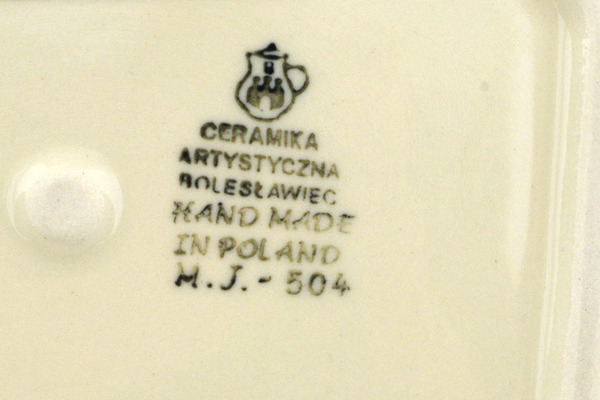 CERAMIKA
ARTYSTYCZNA
BOLESŁAWIEC
HAND MADE
IN POLAND
M.J.- 504